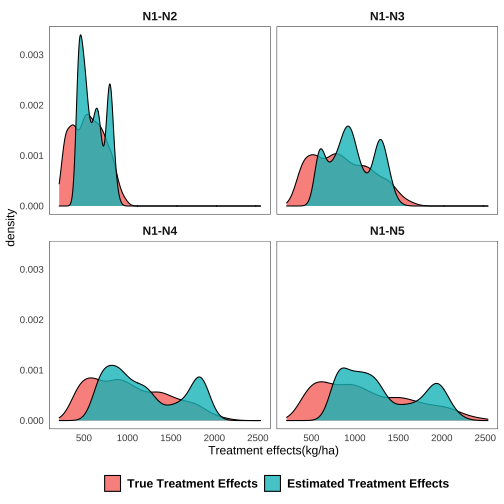 N1-N2 N1-N3
0.003
0.002
0.001
0.000
density
N1-N4 N1-N5
0.003
0.002
0.001
0.000
500 1000 1500 2000 2500 500 1000 1500 2000 2500
Treatment effects(kg/ha)
True Treatment Effects Estimated Treatment Effects